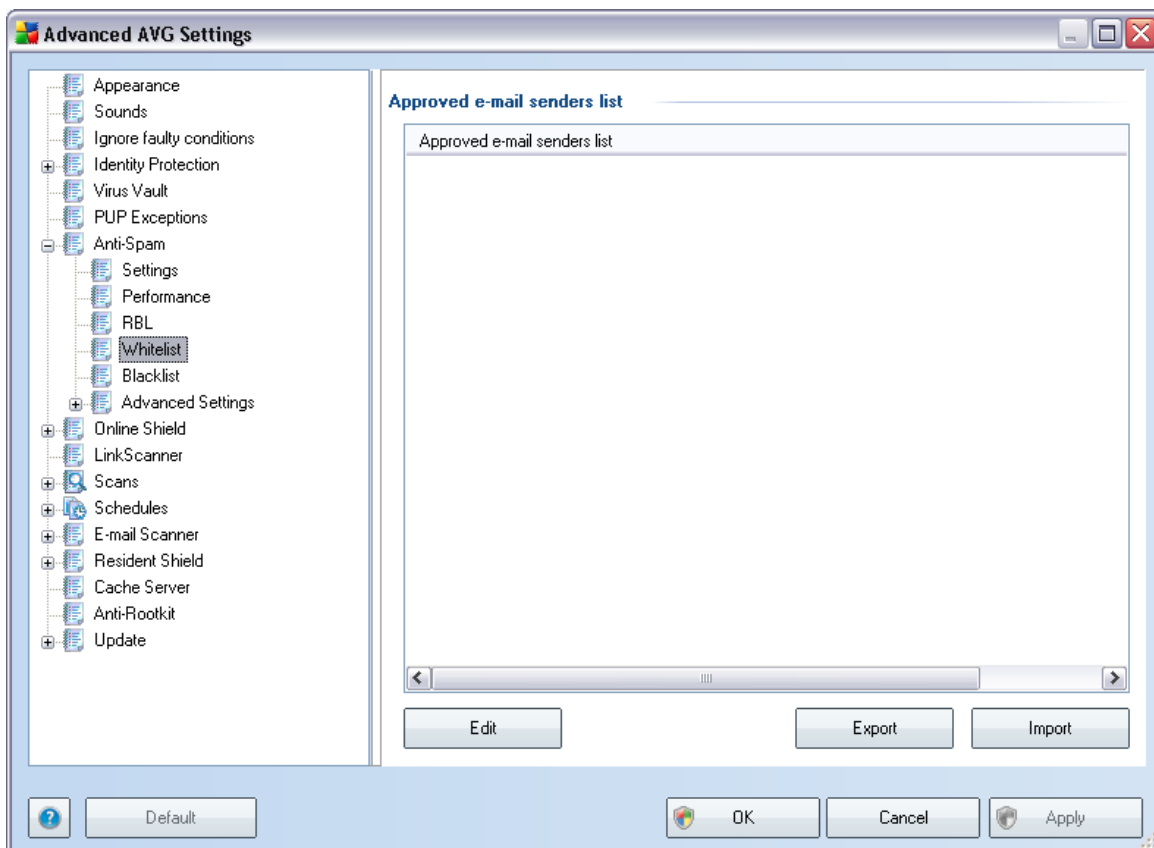 Advanced AVG Settings
Appearance
Sounds
Ignore faulty conditions
Identity Protection
Virus Vault
PUP Exceptions
Anti-Spam
Settings
Performance
RBL
Whitelist
Blacklist
Advanced Settings
Online Shield
LinkScanner
Scans
Schedules
E-mail Scanner
Resident Shield
Cache Server
Anti-Rootkit
Update
Approved e-mail senders list
Approved e-mail senders list
Edit
Export
Import
Default
OK
Cancel
Apply